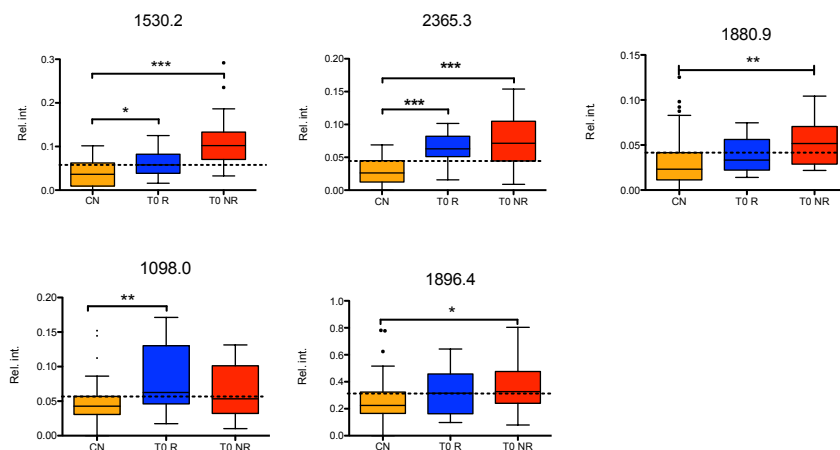 1530.2
***
*
Rel. int.
0.3
0.2
0.1
0.0
CN
T0 R
T0 NR
2365.3
***
***
Rel. int.
0.20
0.15
0.10
0.05
0.00
CN
T0 R
T0 NR
1880.9
**
Rel. int.
0.15
0.10
0.05
0.00
CN
T0 R
T0 NR
1098.0
**
Rel. int.
0.20
0.15
0.10
0.05
0.00
CN
T0 R
T0 NR
1896.4
*
Rel. int.
1.0
0.8
0.6
0.4
0.2
0.0
CN
T0 R
T0 NR